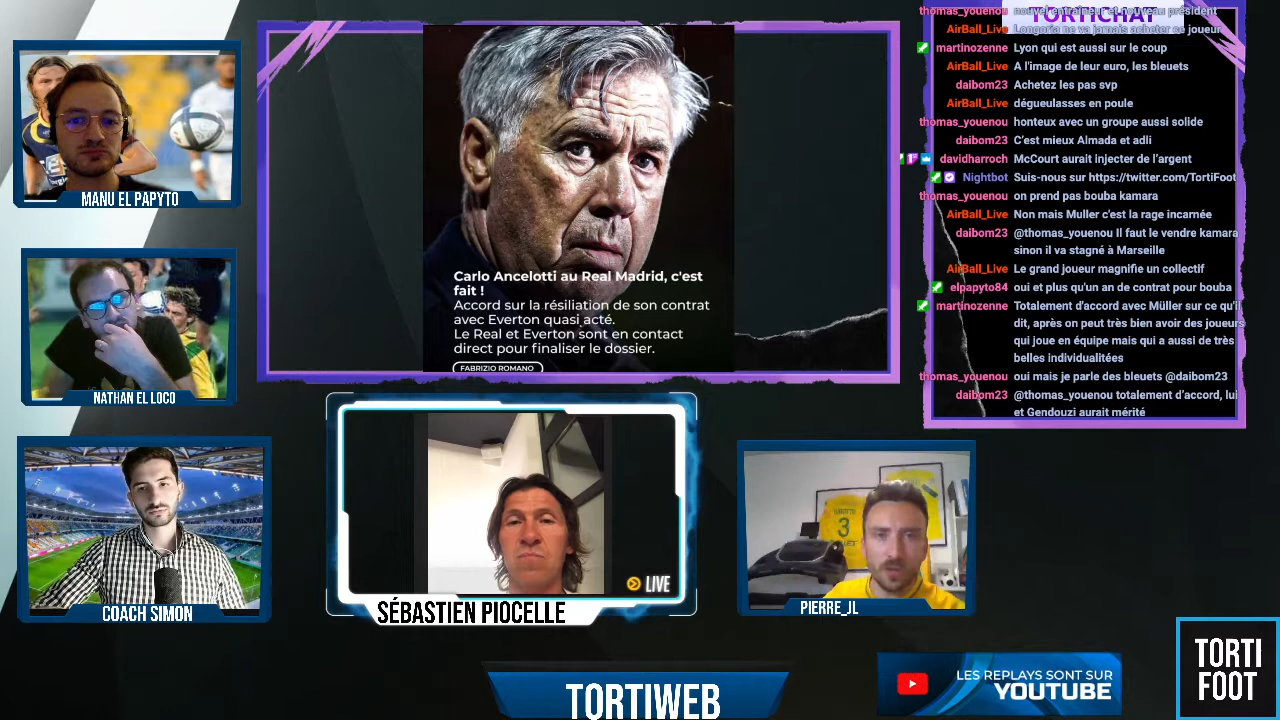 MANU EL PAPYTO
NATHAN EL LOCO
COACH SIMON
Carlo Ancelotti au Real Madrid, c'est
fait !
Accord sur la résiliation de son contrat
avec Everton quasi acté.
Le Real et Everton sont en contact
direct pour finaliser le dossier.
FABRIZIO ROMANO
LIVE
SÉBASTIEN PIOCELLE
3
PIERRE_JL
TORTICHAT
thomas_youenou nouvel entraineur et nouveau président
AirBall_Live Longoria ne va jamais acheter ce joueur
martinozenne Lyon qui est aussi sur le coup
AirBall_Live A l'image de leur euro, les bleuets
daibom23 Achetez les pas svp
AirBall_Live dégueulasses en poule
thomas_youenou honteux avec un groupe aussi solide
daibom23 C'est mieux Almada et adli
davidharroch McCourt aurait injecter de l'argent
Nightbot Suis-nous sur https://twitter.com/TortiFoot
thomas_youenou on prend pas bouba kamara
AirBall_Live Non mais Muller c'est la rage incarnée
daibom23 @thomas_youenou Il faut le vendre kamara
sinon il va stagné à Marseille
AirBall_Live Le grand joueur magnifie un collectif
elpapyto84 oui et plus qu'un an de contrat pour bouba
martinozenne Totalement d'accord avec Müller sur ce qu'il
dit, après on peut très bien avoir des joueurs
qui joue en équipe mais qui a aussi de très
belles individualitées
thomas_youenou oui mais je parle des bleuets @daibom23
daibom23 @thomas_youenou totalement d'accord, lui
et Gendouzi aurait mérité
TORTIWEB
LES REPLAYS SONT SUR
YOUTUBE
TORTI
FOOT